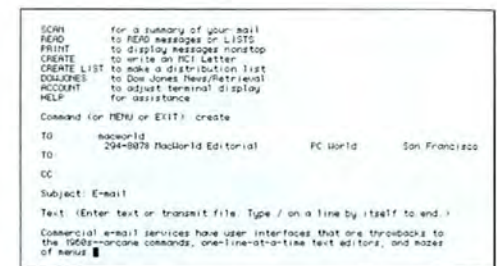 SCAN for a summary of your mail
READ to READ messages or LISTS
PRINT to display messages nonstop
CREATE to write an MCI Letter
CREATE LIST to make a distribution list
DOWJONES to Dow Jones News/Retrieval
ACCOUNT to adjust terminal display
HELP for assistance
Command (or MENU or EXIT): create
TO macworld
294-8078 MacWorld Editorial PC World San Francisco
TO
CC
Subject: E-mail
Text: (Enter text or transmit file. Type / on a line by itself to end.)
Commercial e-mail services have user interfaces that are throwbacks to
the 1960s--arcane commands, one-line-at-a-time text editors, and mazes
of menus